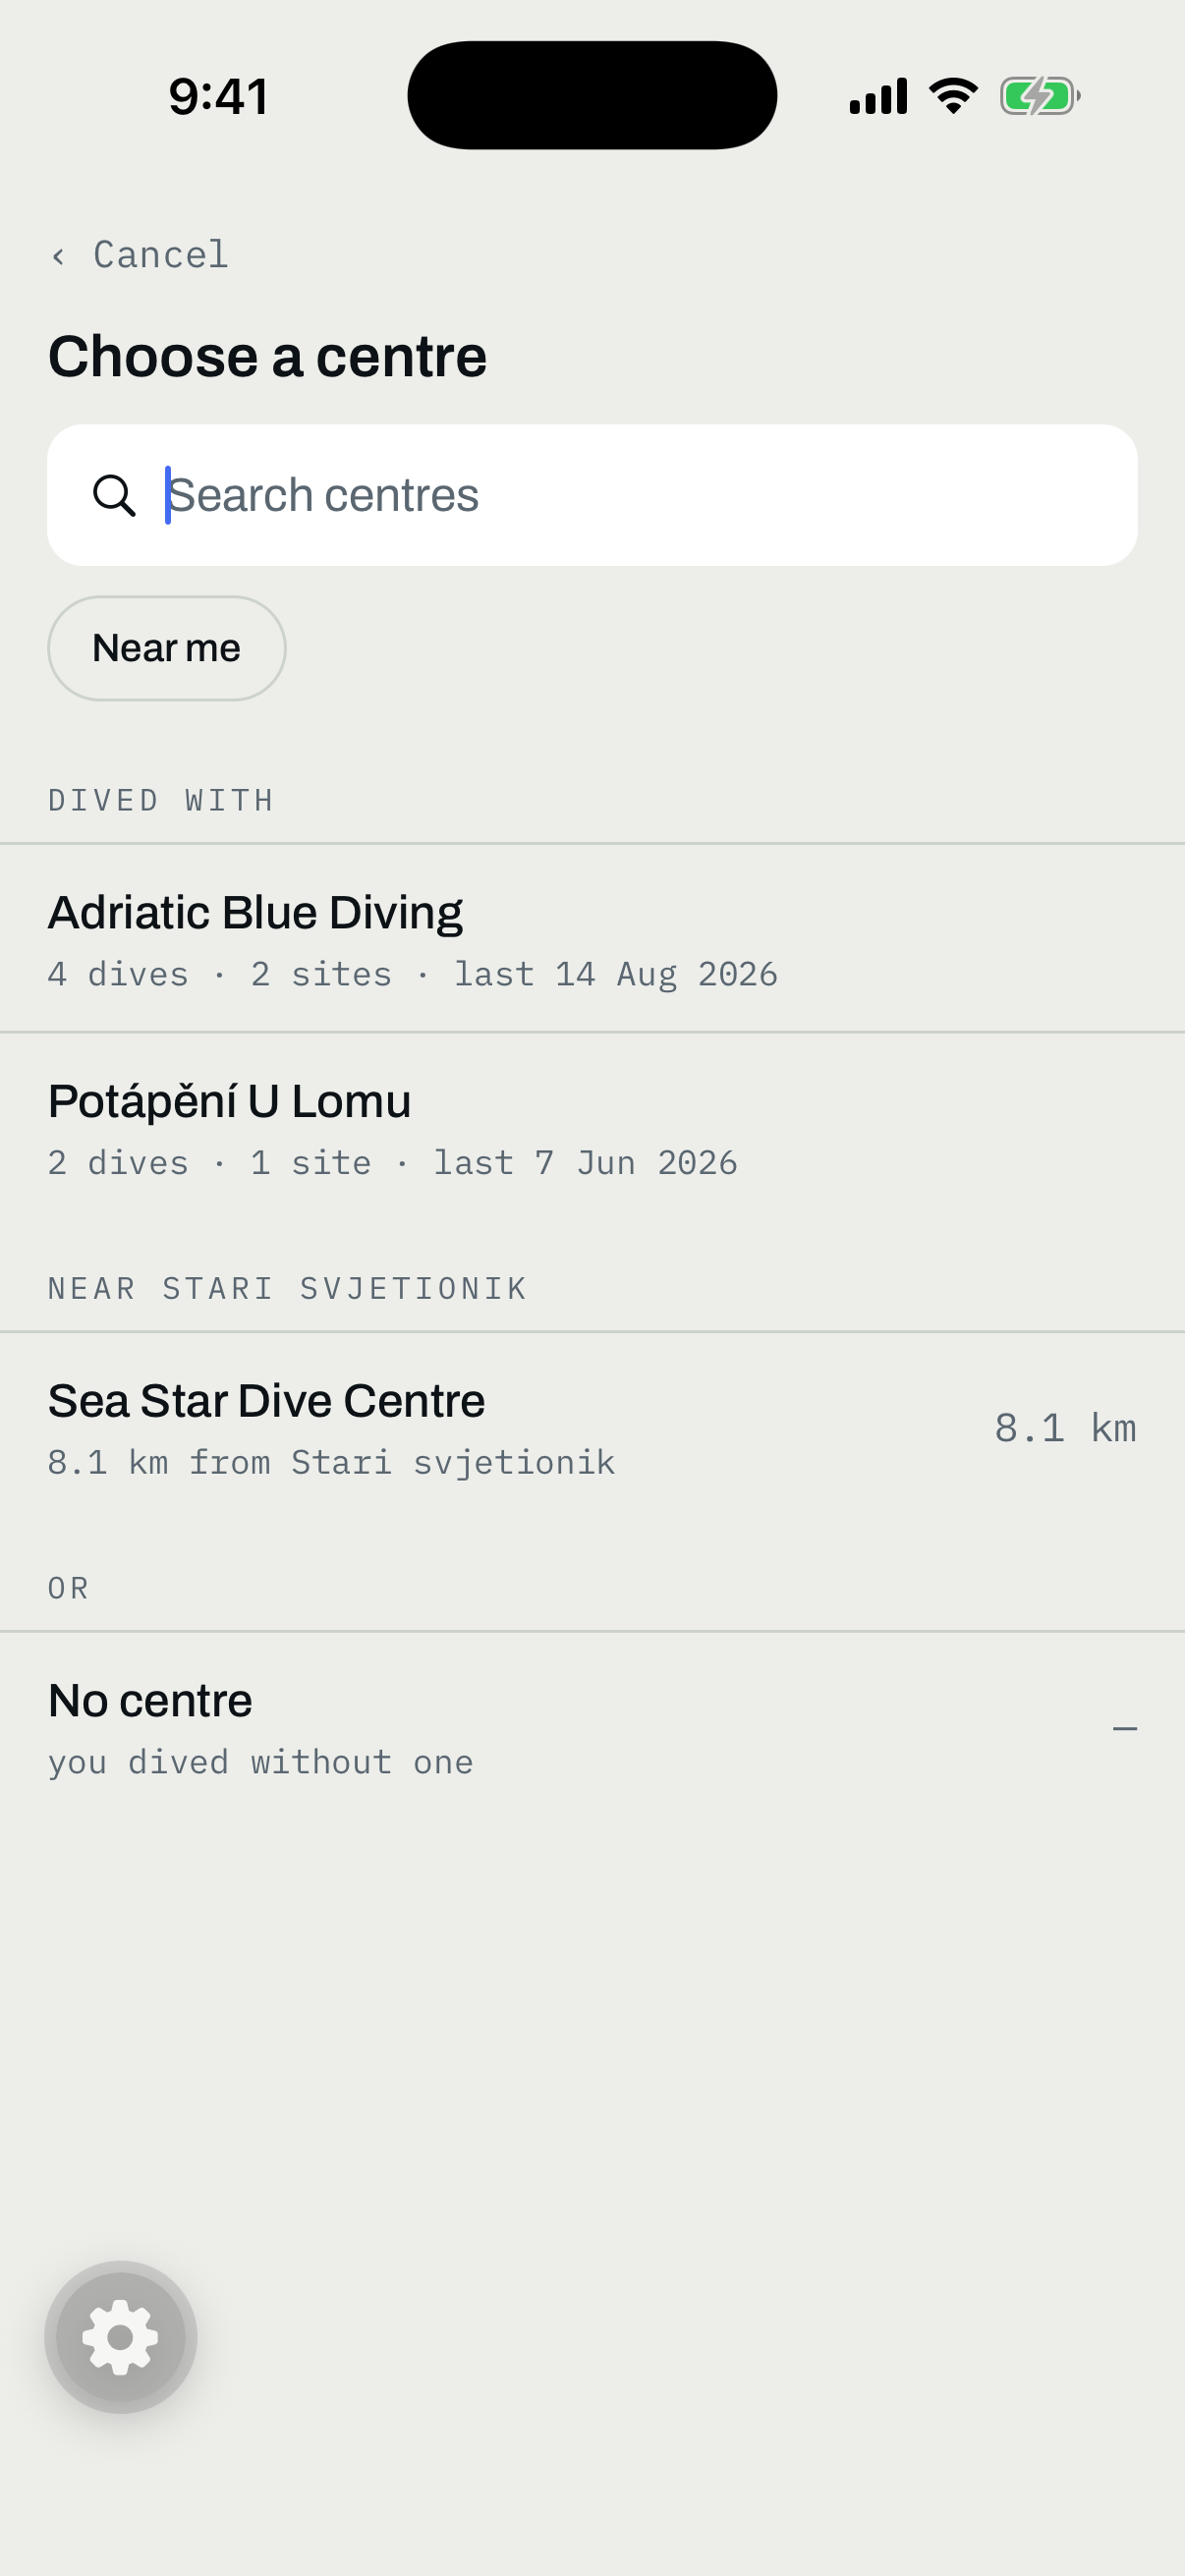 9:41
‹ Cancel
Choose a centre
Search centres
Near me
DIVED WITH
Adriatic Blue Diving
4 dives · 2 sites · last 14 Aug 2026
Potápění U Lomu
2 dives · 1 site · last 7 Jun 2026
NEAR STARI SVJETIONIK
Sea Star Dive Centre
8.1 km
8.1 km from Stari svjetionik
OR
No centre
—
you dived without one